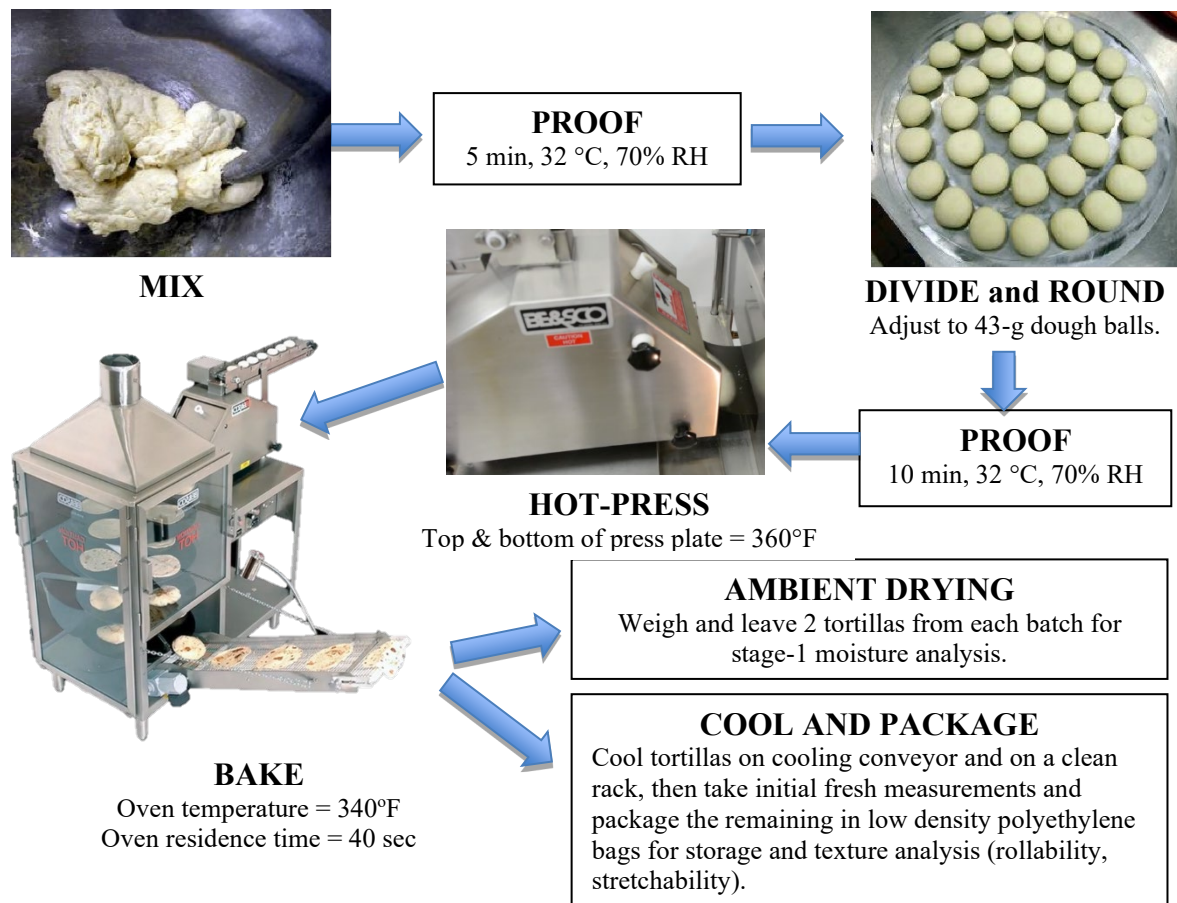 MIX
PROOF
5 min, 32 °C, 70% RH
DIVIDE and ROUND
Adjust to 43-g dough balls.
PROOF
10 min, 32 °C, 70% RH
BE&SCO
CAUTION
HOT
HOT-PRESS
Top & bottom of press plate = 360°F
BAKE
Oven temperature = 340ºF
Oven residence time = 40 sec
AMBIENT DRYING
Weigh and leave 2 tortillas from each batch for
stage-1 moisture analysis.
COOL AND PACKAGE
Cool tortillas on cooling conveyor and on a clean
rack, then take initial fresh measurements and
package the remaining in low density polyethylene
bags for storage and texture analysis (rollability,
stretchability).